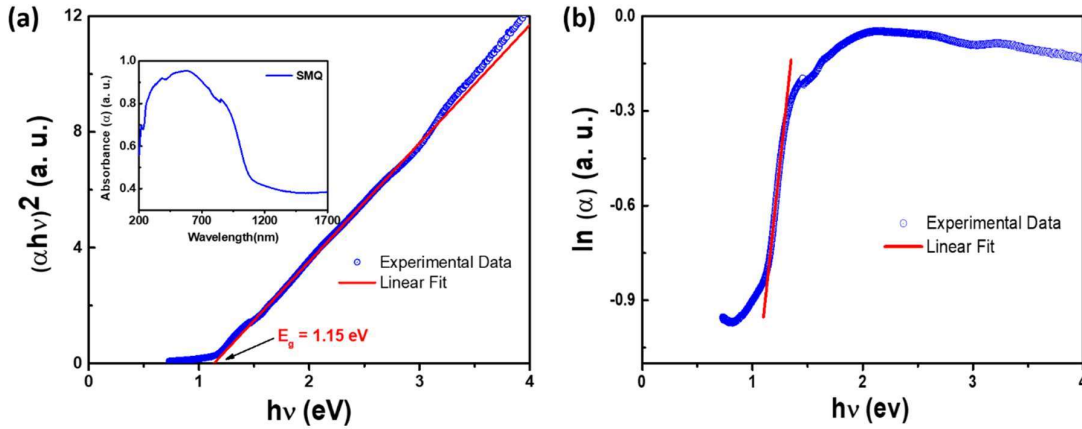 (a)
12
8
4
0
0
1
2
3
4
(αhν)² (a. u.)
hν (eV)
Experimental Data
Linear Fit
E_g = 1.15 eV
Absorbance (α) (a. u.)
1.0
0.8
0.6
0.4
200
700
1200
1700
Wavelength(nm)
SMQ
(b)
0.0
-0.3
-0.6
-0.9
0
1
2
3
4
ln (α) (a. u.)
hν (ev)
Experimental Data
Linear Fit